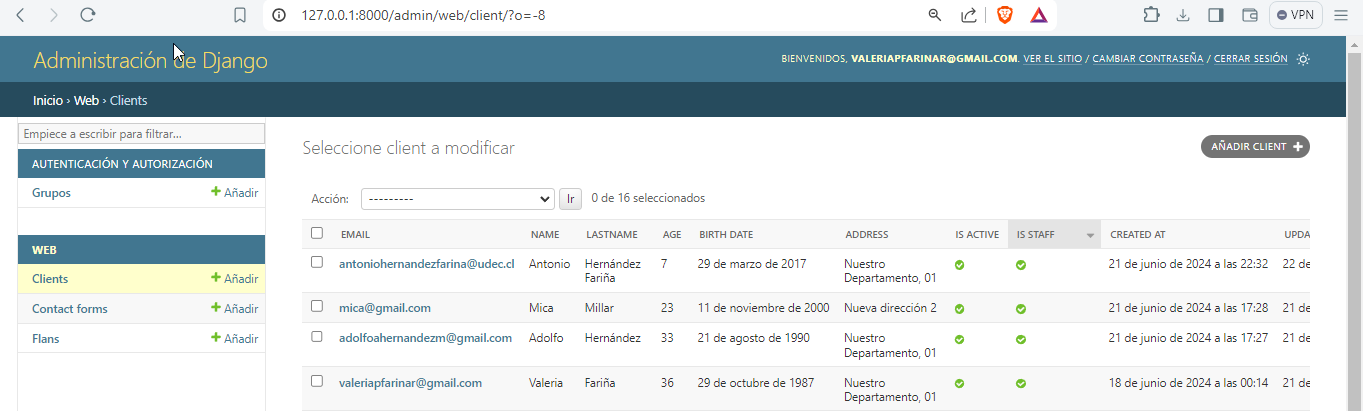 127.0.0.1:8000/admin/web/client/?o=-8
VPN
Administración de Django
BIENVENIDOS, VALERIAPFARINAR@GMAIL.COM. VER EL SITIO / CAMBIAR CONTRASEÑA / CERRAR SESIÓN
Inicio › Web › Clients
Empiece a escribir para filtrar...
AUTENTICACIÓN Y AUTORIZACIÓN
Grupos + Añadir
WEB
Clients + Añadir
Contact forms + Añadir
Flans + Añadir
Seleccione client a modificar
AÑADIR CLIENT +
Acción: --------- Ir 0 de 16 seleccionados
EMAIL NAME LASTNAME AGE BIRTH DATE ADDRESS IS ACTIVE IS STAFF CREATED AT UPDA
antoniohernandezfarina@udec.cl Antonio Hernández 7 29 de marzo de 2017 Nuestro 21 de junio de 2024 a las 22:32 22 de
Fariña Departamento, 01
mica@gmail.com Mica Millar 23 11 de noviembre de 2000 Nueva dirección 2 21 de junio de 2024 a las 17:28 21 de
adolfoahernandezm@gmail.com Adolfo Hernández 33 21 de agosto de 1990 Nuestro 21 de junio de 2024 a las 17:27 21 de
Departamento, 01
valeriapfarinar@gmail.com Valeria Fariña 36 29 de octubre de 1987 Nuestro 18 de junio de 2024 a las 00:14 21 de
Departamento, 01